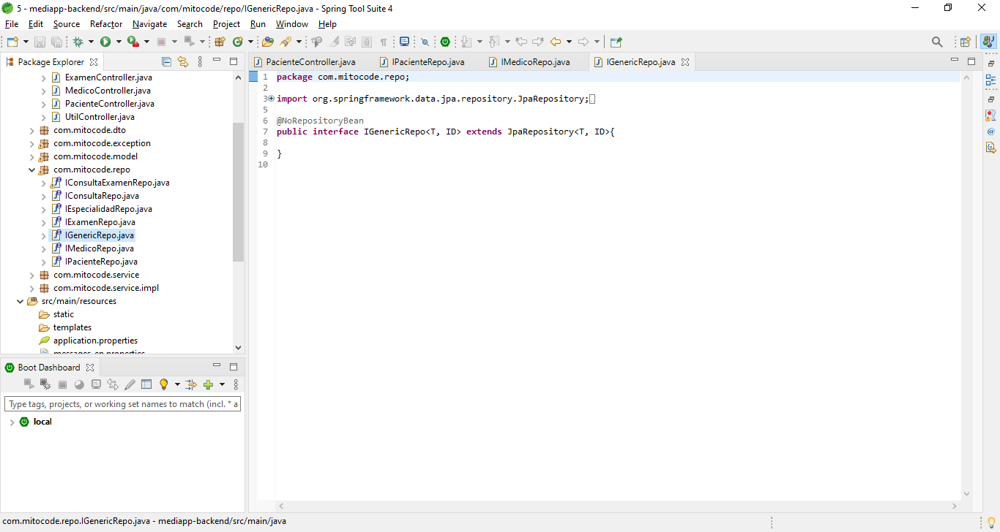 5 - mediapp-backend/src/main/java/com/mitocode/repo/IGenericRepo.java - Spring Tool Suite 4
File Edit Source Refactor Navigate Search Project Run Window Help
Package Explorer
ExamenController.java
MedicoController.java
PacienteController.java
UtilController.java
com.mitocode.dto
com.mitocode.exception
com.mitocode.model
com.mitocode.repo
IConsultaExamenRepo.java
IConsultaRepo.java
IEspecialidadRepo.java
IExamenRepo.java
IGenericRepo.java
IMedicoRepo.java
IPacienteRepo.java
com.mitocode.service
com.mitocode.service.impl
src/main/resources
static
templates
application.properties
messages_en.properties
Boot Dashboard
Type tags, projects, or working set names to match (incl. * a
local
PacienteController.java IPacienteRepo.java IMedicoRepo.java IGenericRepo.java
1 package com.mitocode.repo;
2
3 import org.springframework.data.jpa.repository.JpaRepository;
5
6 @NoRepositoryBean
7 public interface IGenericRepo<T, ID> extends JpaRepository<T, ID>{
8
9 }
10
com.mitocode.repo.IGenericRepo.java - mediapp-backend/src/main/java